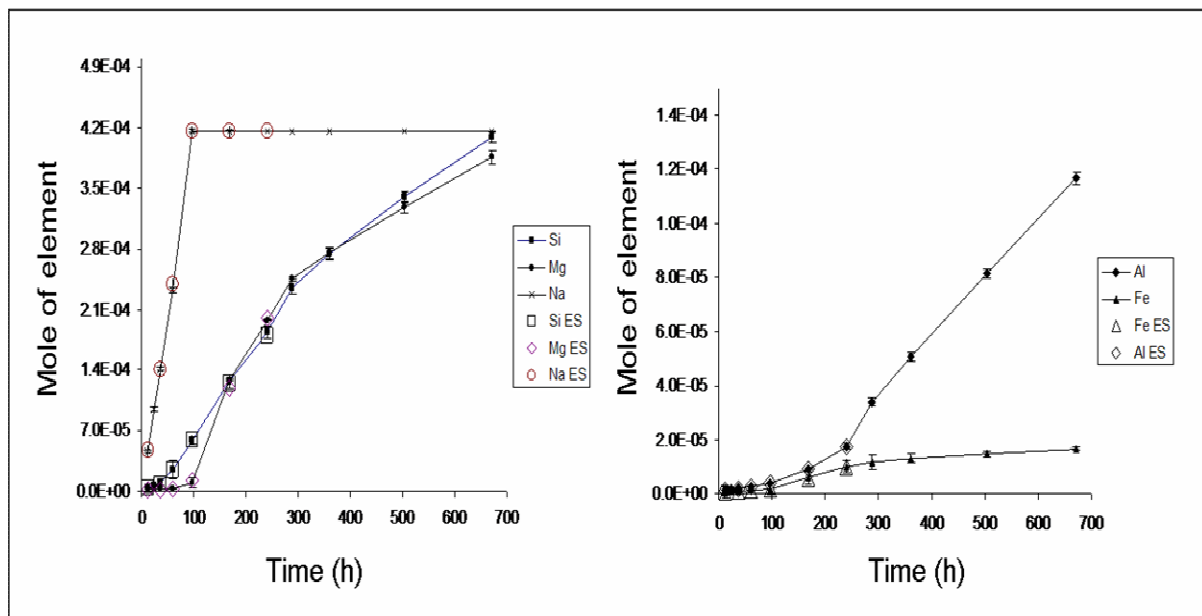 4.9E-04
4.2E-04
3.5E-04
2.8E-04
2.1E-04
1.4E-04
7.0E-05
0.0E+00
Mole of element
0 100 200 300 400 500 600 700
Time (h)
Si
Mg
Na
Si ES
Mg ES
Na ES
1.4E-04
1.2E-04
1.0E-04
8.0E-05
6.0E-05
4.0E-05
2.0E-05
0.0E+00
Mole of element
0 100 200 300 400 500 600 700
Time (h)
Al
Fe
Fe ES
Al ES